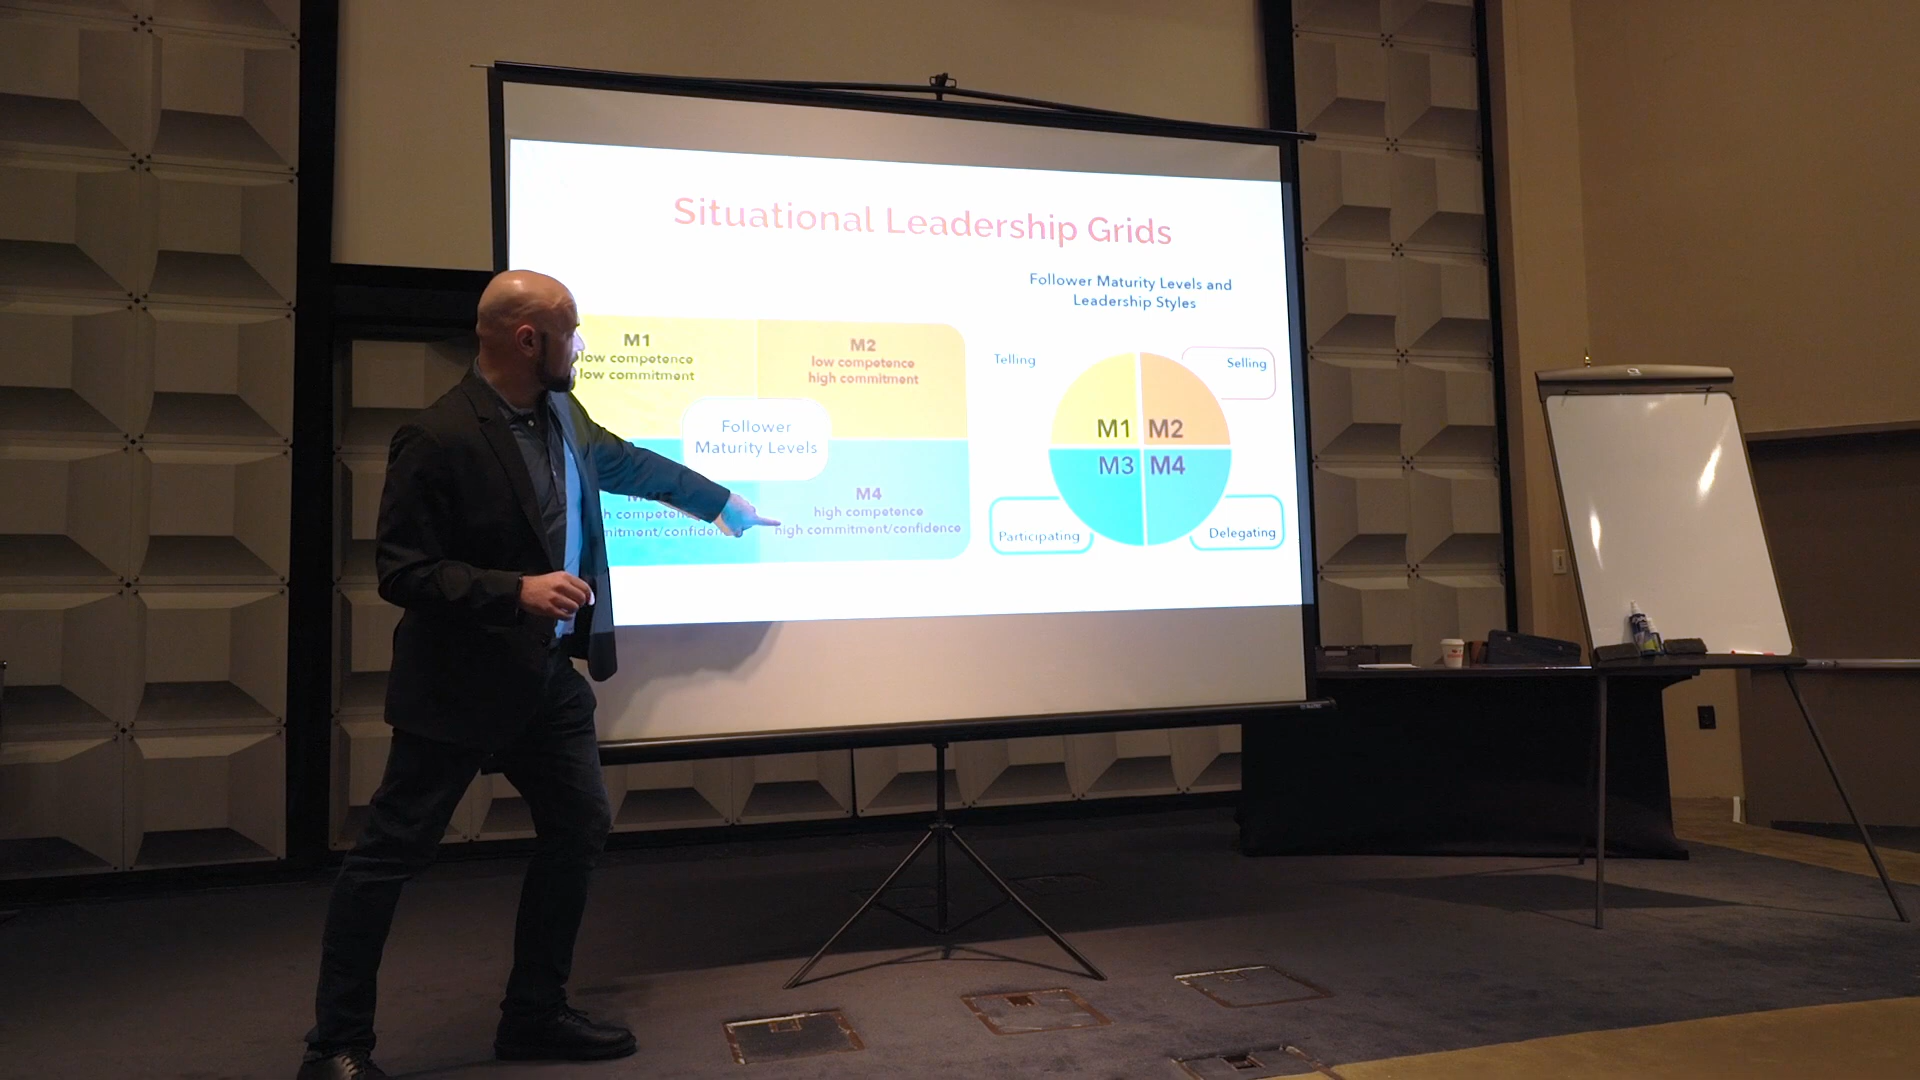 Situational Leadership Grids
Follower Maturity Levels and
Leadership Styles
M1
low competence
low commitment
M2
low competence
high commitment
Follower
Maturity Levels
M4
high competence
high commitment/confidence
competence
Telling
Selling
M1 M2
M3 M4
Participating
Delegating